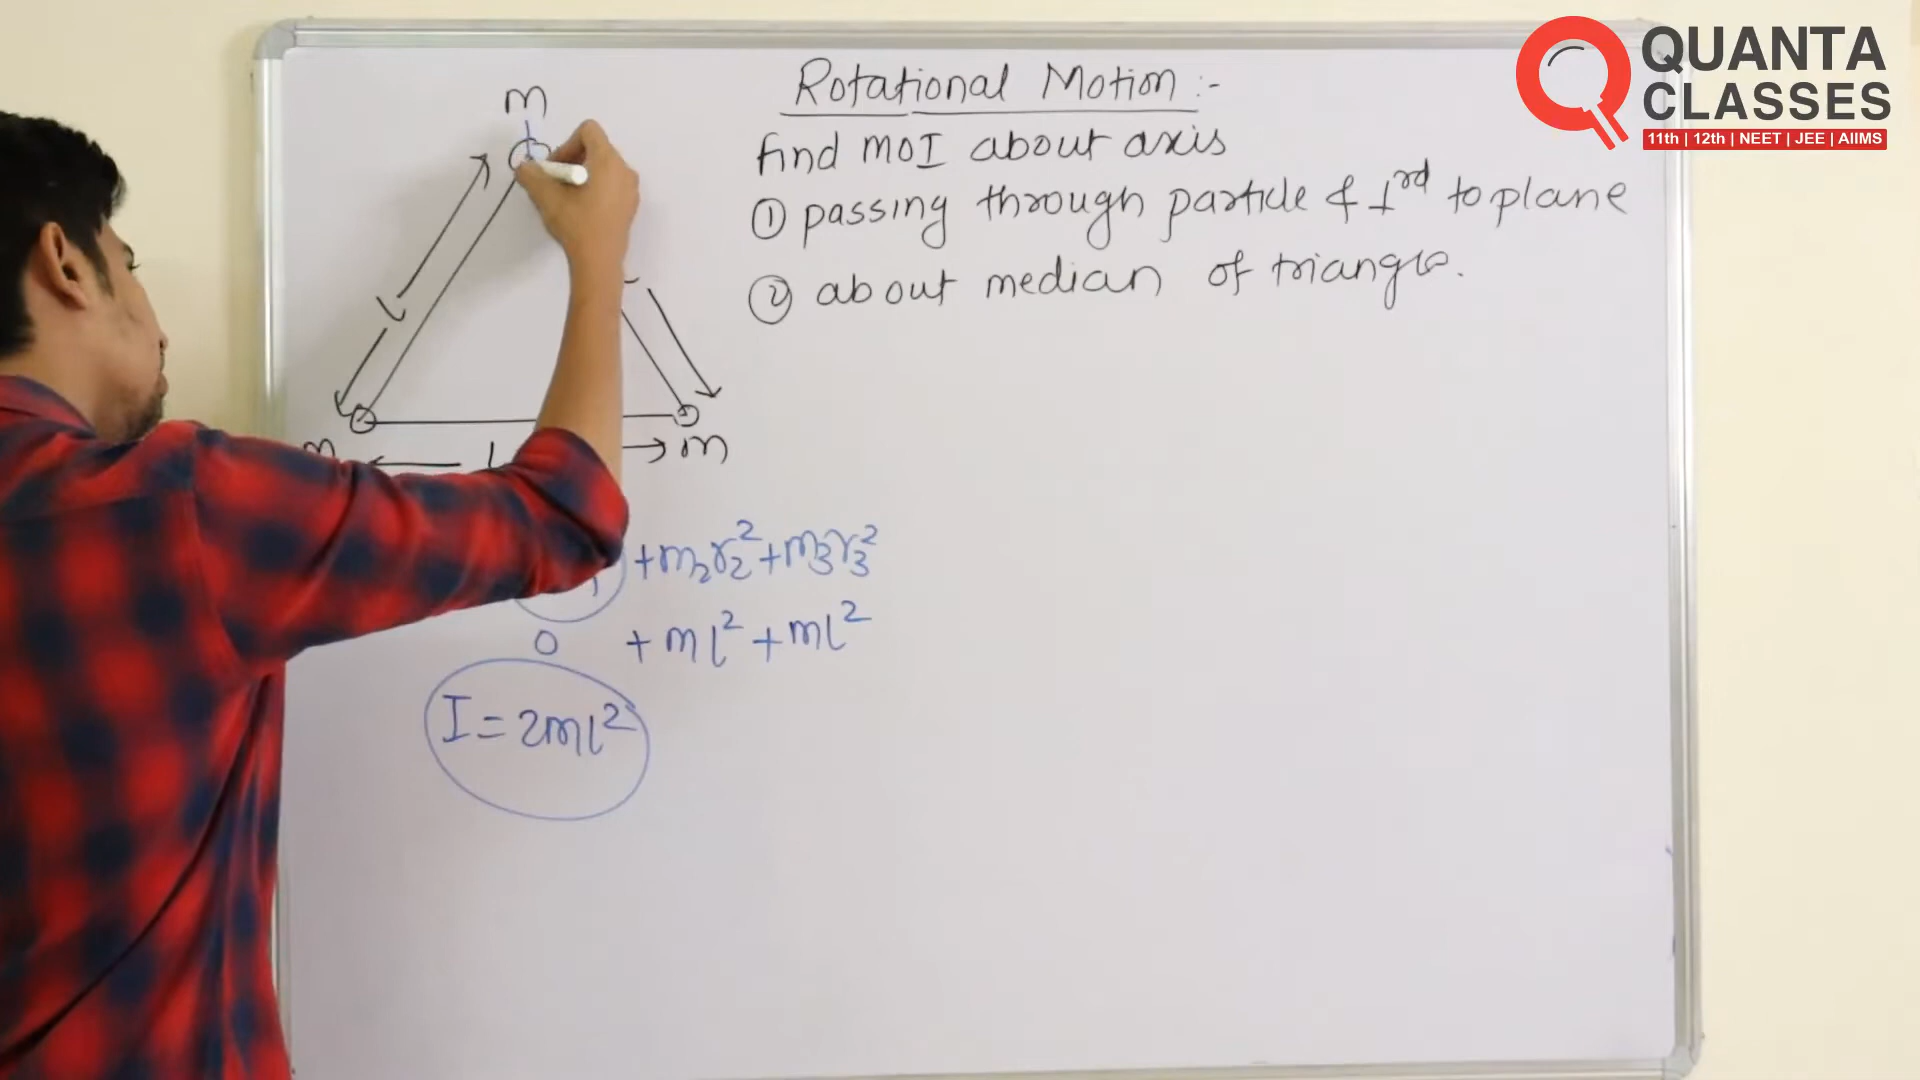 QUANTA
CLASSES
11th | 12th | NEET | JEE | AIIMS
Rotational Motion :-
find MOI about axis
① passing through particle & ⊥rd to plane
② about median of triangle.
m
l
m
l
m
+m₂r₂²+m₃r₃²
0 + ml² + ml²
I = 2ml²